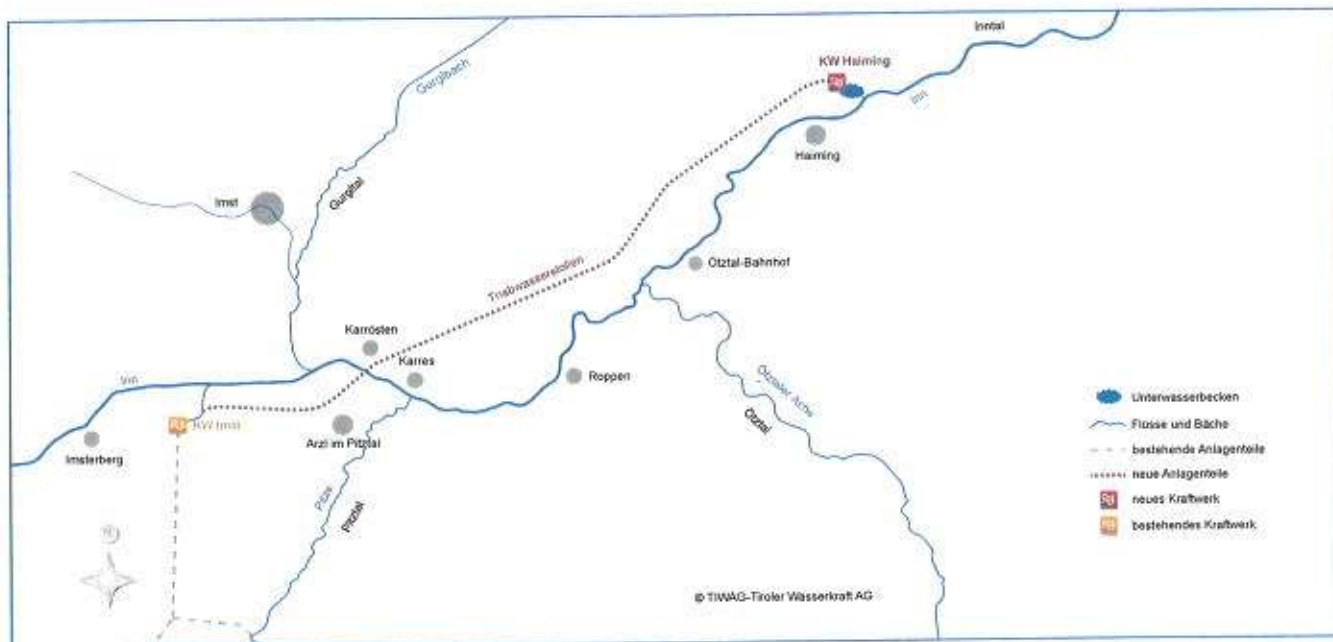 Inntal
KW Haiming
Gurglbach
Inn
Haiming
Imst
Gurgltal
Ötztal-Bahnhof
Triebwasserstollen
Karrösten
Karres
Roppen
Inn
Ötztaler Ache
Ötztal
KW Imst
Arzl im Pitztal
Imsterberg
Pitze
Pitztal
N
Unterwasserbecken
Flüsse und Bäche
bestehende Anlagenteile
neue Anlagenteile
neues Kraftwerk
bestehendes Kraftwerk
© TIWAG-Tiroler Wasserkraft AG